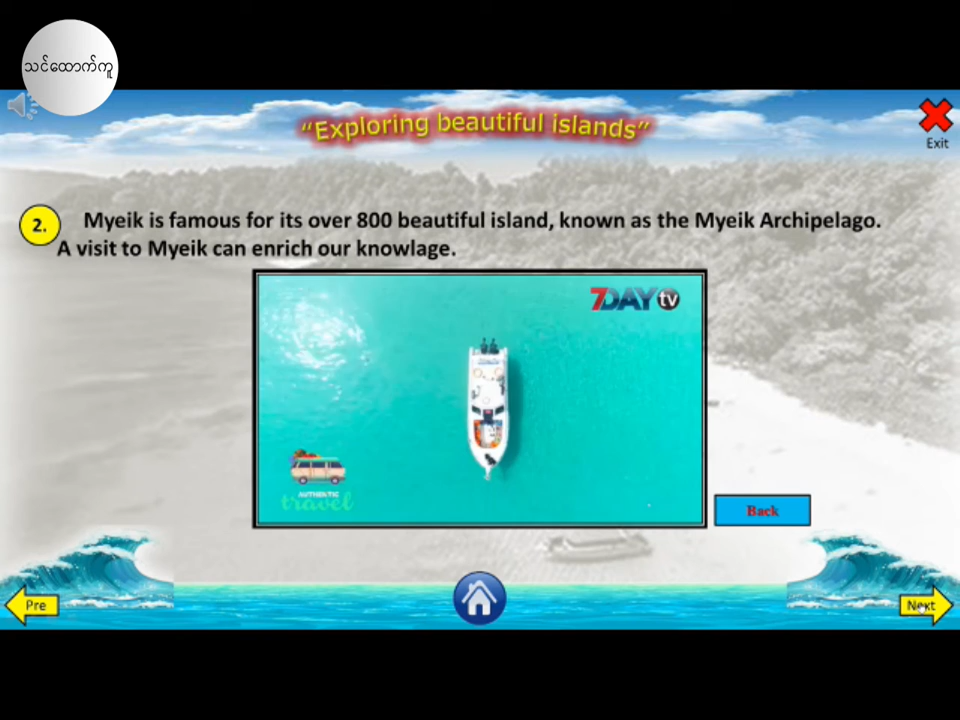 သင်ထောက်ကူ
"Exploring beautiful islands"
Exit
2. Myeik is famous for its over 800 beautiful island, known as the Myeik Archipelago.
A visit to Myeik can enrich our knowlage.
7DAY tv
AUTHENTIC
travel
Back
Pre
Next